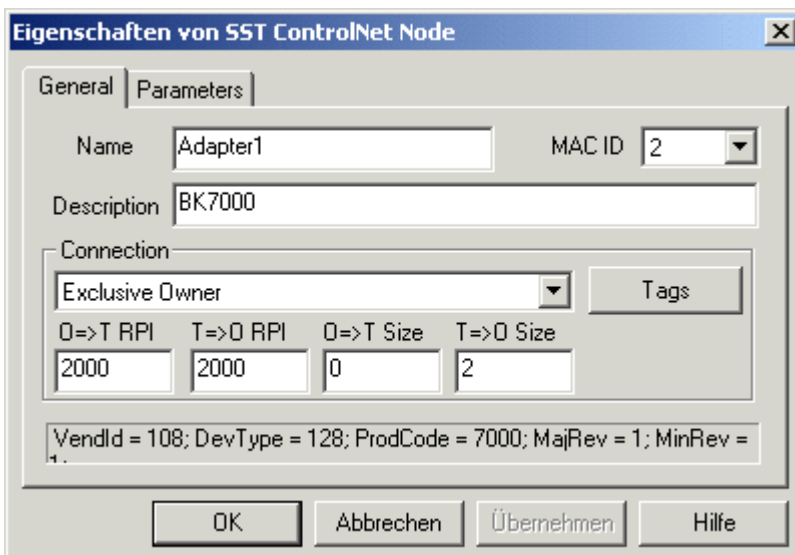 Eigenschaften von SST ControlNet Node
General Parameters
Name Adapter1 MAC ID 2
Description BK7000
Connection
Exclusive Owner Tags
O=>T RPI T=>O RPI O=>T Size T=>O Size
2000 2000 0 2
VendId = 108; DevType = 128; ProdCode = 7000; MajRev = 1; MinRev =
OK Abbrechen Übernehmen Hilfe